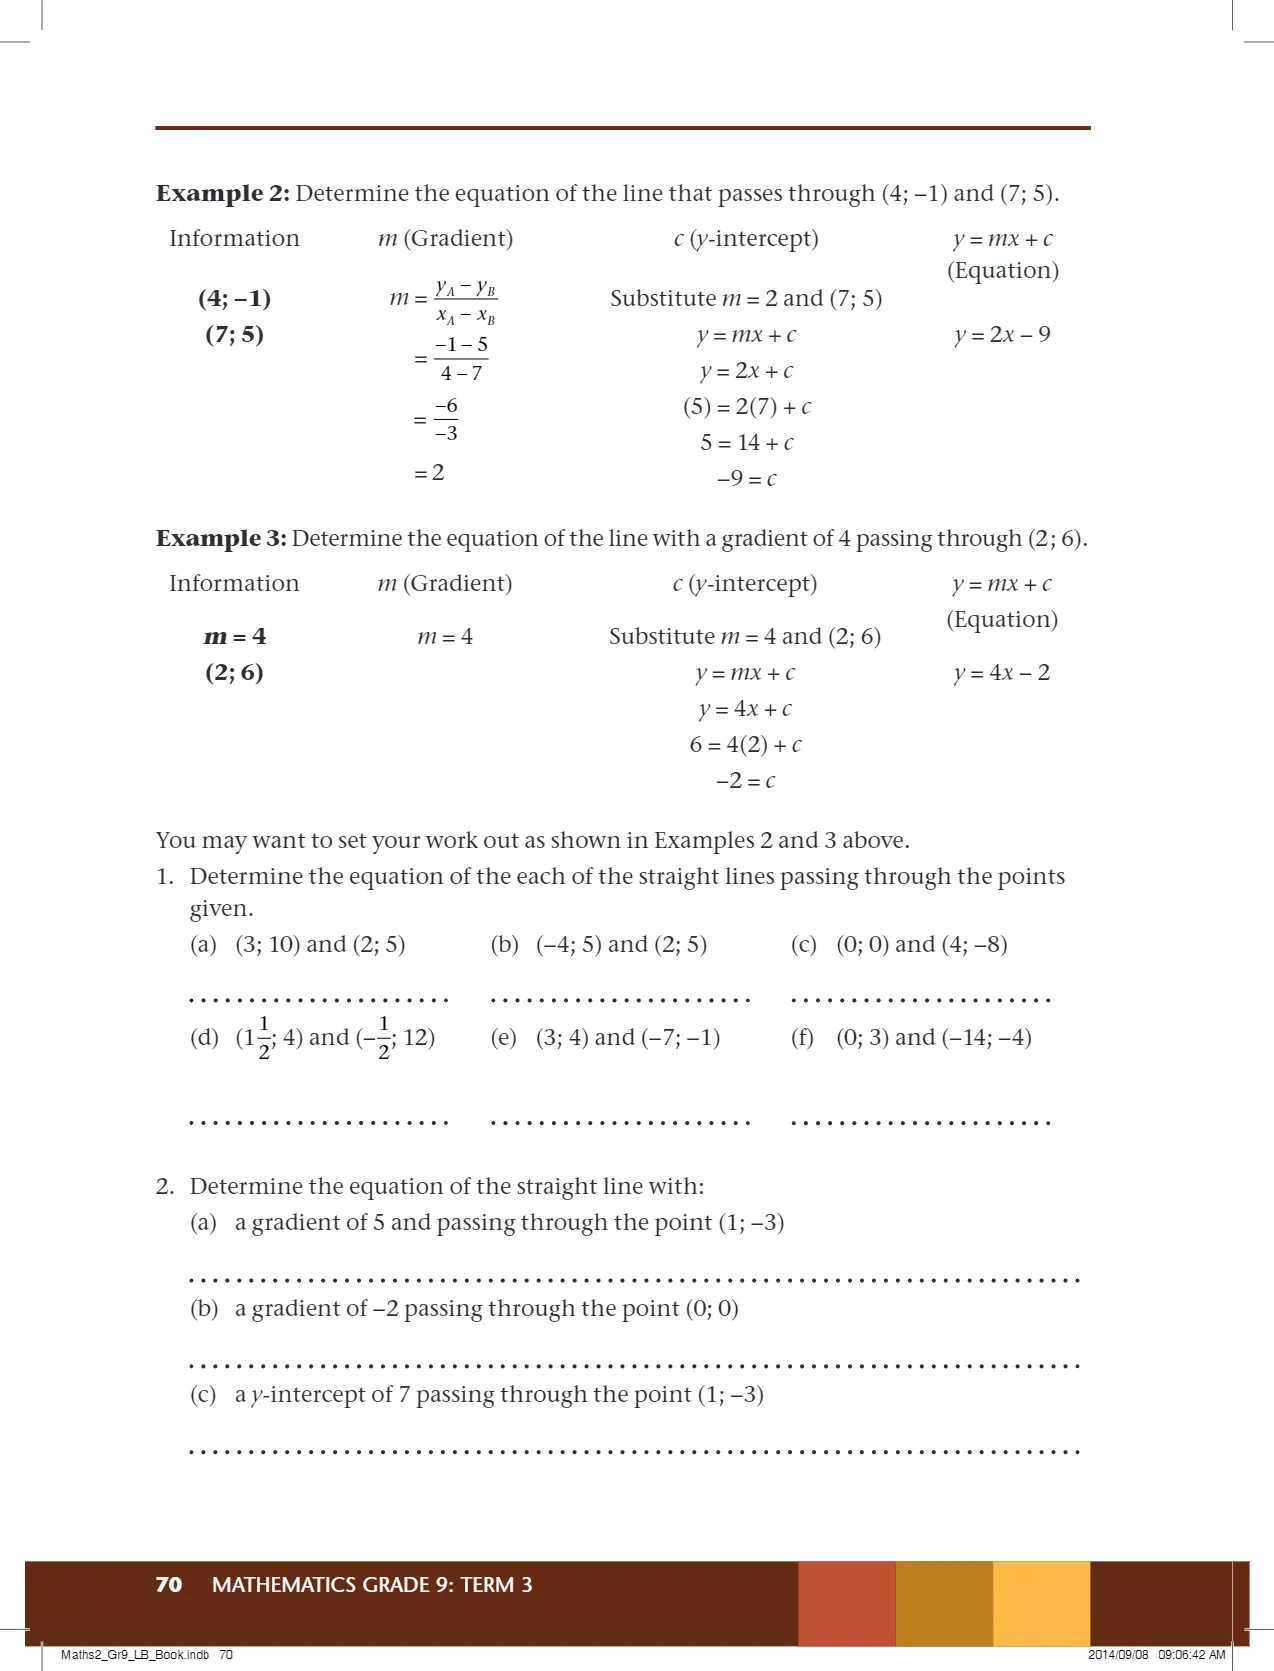 Example 2: Determine the equation of the line that passes through (4; –1) and (7; 5).
Information m (Gradient) c (y-intercept) y = mx + c
(Equation)
(4; –1) m = (y_A – y_B)/(x_A – x_B) Substitute m = 2 and (7; 5)
(7; 5) y = mx + c y = 2x – 9
= (–1 – 5)/(4 – 7) y = 2x + c
= –6/–3 (5) = 2(7) + c
5 = 14 + c
= 2 –9 = c
Example 3: Determine the equation of the line with a gradient of 4 passing through (2; 6).
Information m (Gradient) c (y-intercept) y = mx + c
(Equation)
m = 4 m = 4 Substitute m = 4 and (2; 6)
(2; 6) y = mx + c y = 4x – 2
y = 4x + c
6 = 4(2) + c
–2 = c
You may want to set your work out as shown in Examples 2 and 3 above.
1. Determine the equation of the each of the straight lines passing through the points
given.
(a) (3; 10) and (2; 5) (b) (–4; 5) and (2; 5) (c) (0; 0) and (4; –8)
(d) (1 1/2; 4) and (–1/2; 12) (e) (3; 4) and (–7; –1) (f) (0; 3) and (–14; –4)
2. Determine the equation of the straight line with:
(a) a gradient of 5 and passing through the point (1; –3)
(b) a gradient of –2 passing through the point (0; 0)
(c) a y-intercept of 7 passing through the point (1; –3)
70 MATHEMATICS GRADE 9: TERM 3
Maths2_Gr9_LB_Book.indb 70 2014/09/08 09:06:42 AM